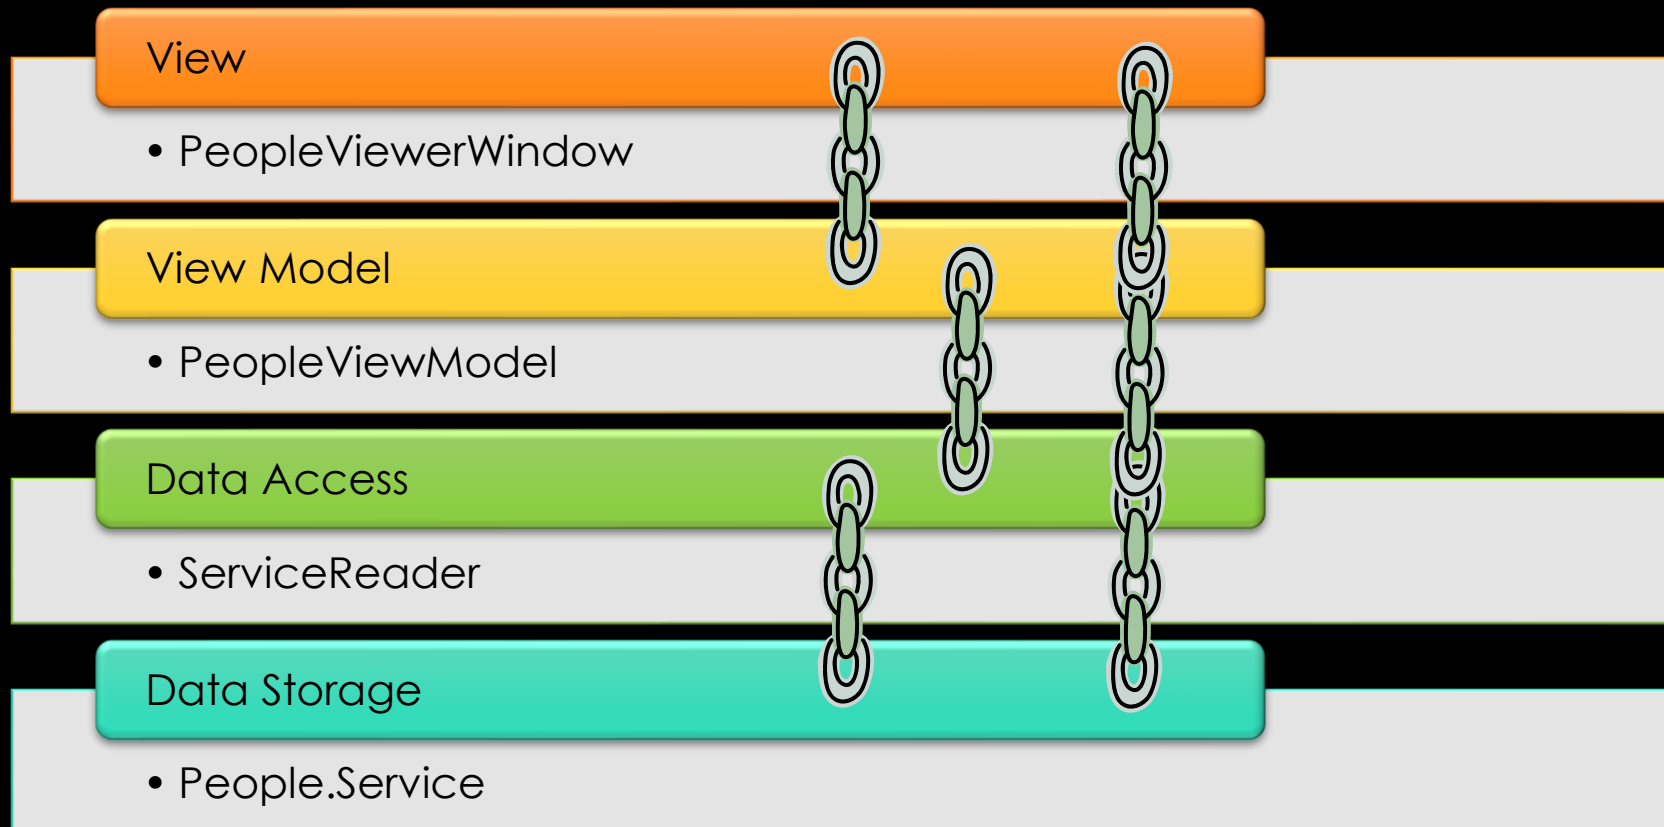 View
• PeopleViewerWindow
View Model
• PeopleViewModel
Data Access
• ServiceReader
Data Storage
• People.Service